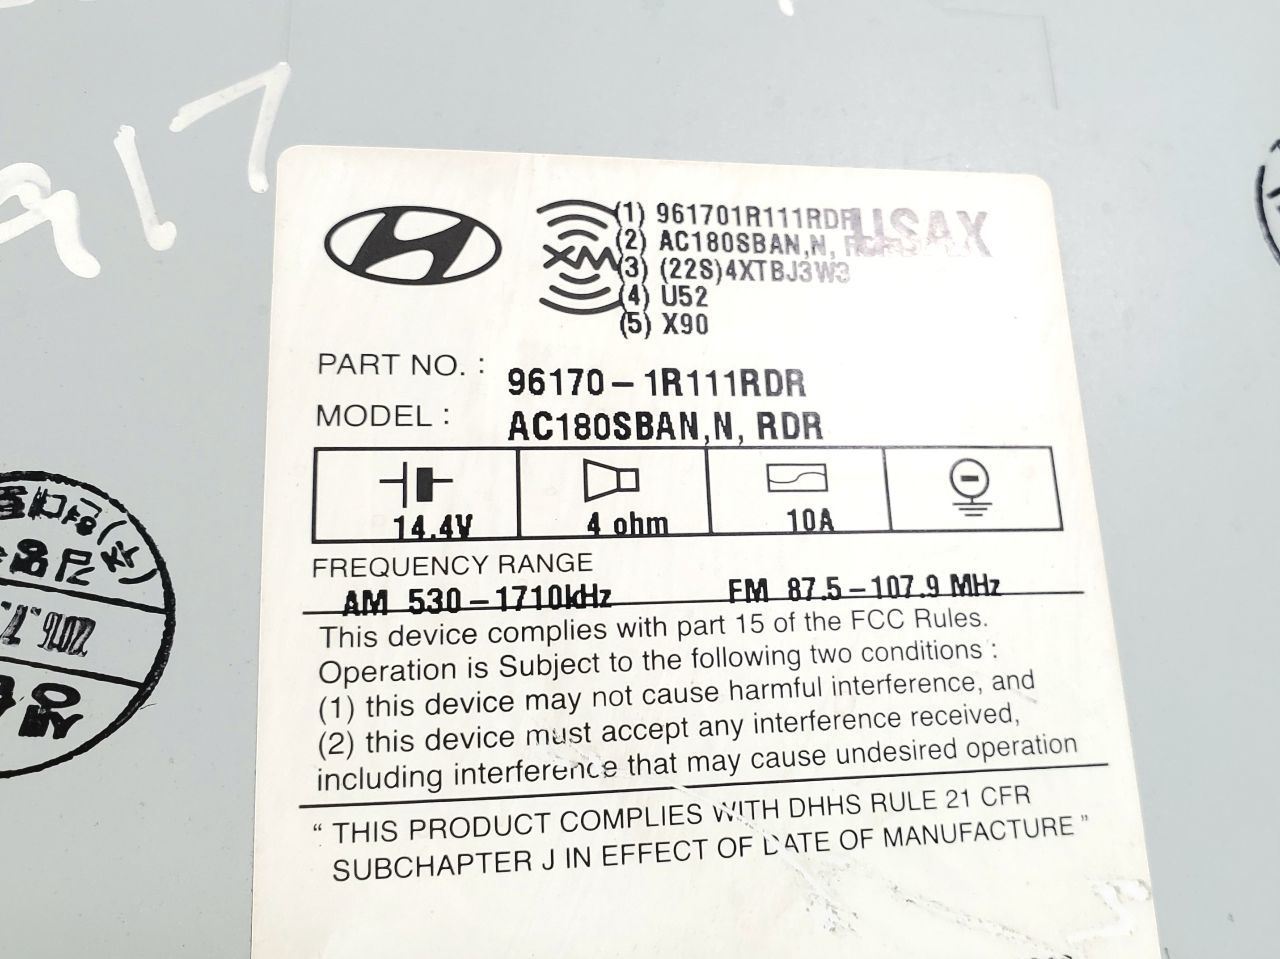 917
XM
(1) 961701R111RDR
USAX
(2) AC180SBAN,N, RDR
(3) (22S)4XTBJ3W3
(4) U52
(5) X90
PART NO. : 96170-1R111RDR
MODEL : AC180SBAN,N, RDR
14.4V 4 ohm 10A
FREQUENCY RANGE
AM 530-1710kHz FM 87.5-107.9 MHz
This device complies with part 15 of the FCC Rules.
Operation is Subject to the following two conditions :
(1) this device may not cause harmful interference, and
(2) this device must accept any interference received,
including interference that may cause undesired operation
“ THIS PRODUCT COMPLIES WITH DHHS RULE 21 CFR
SUBCHAPTER J IN EFFECT OF DATE OF MANUFACTURE ”